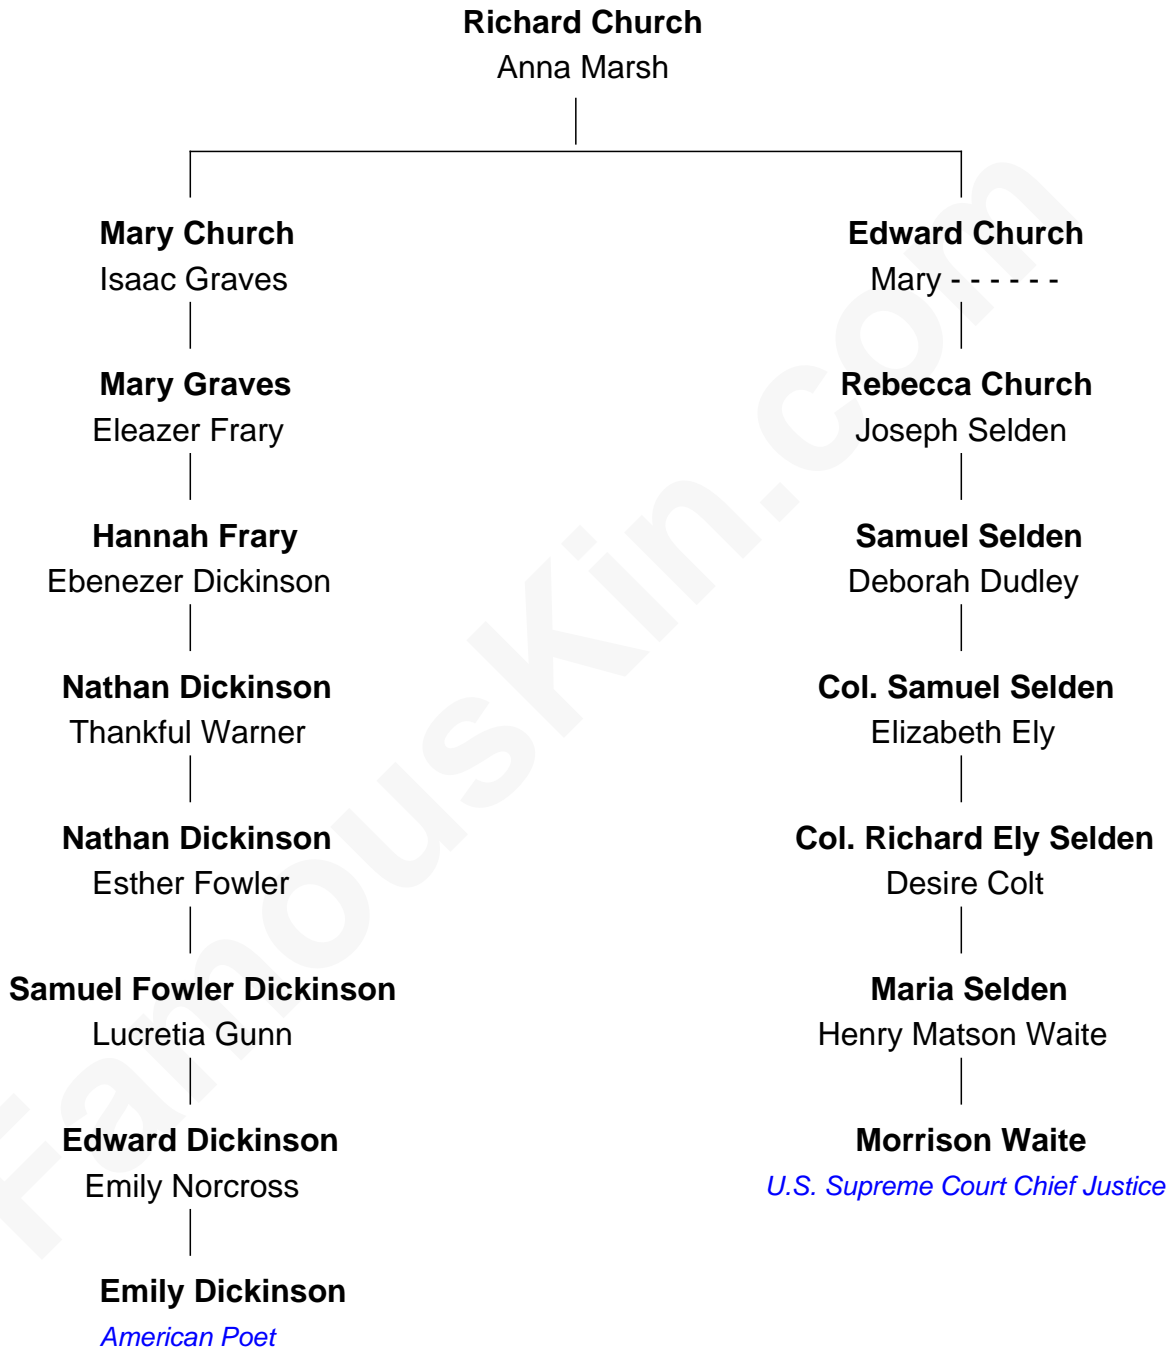 Richard Church
Anna Marsh
Mary Church
Isaac Graves
Edward Church
Mary - - - - - -
Mary Graves
Eleazer Frary
Rebecca Church
Joseph Selden
Hannah Frary
Ebenezer Dickinson
Samuel Selden
Deborah Dudley
Nathan Dickinson
Thankful Warner
Col. Samuel Selden
Elizabeth Ely
Nathan Dickinson
Esther Fowler
Col. Richard Ely Selden
Desire Colt
Samuel Fowler Dickinson
Lucretia Gunn
Maria Selden
Henry Matson Waite
Edward Dickinson
Emily Norcross
Morrison Waite
U.S. Supreme Court Chief Justice
Emily Dickinson
American Poet
FamousKin.com